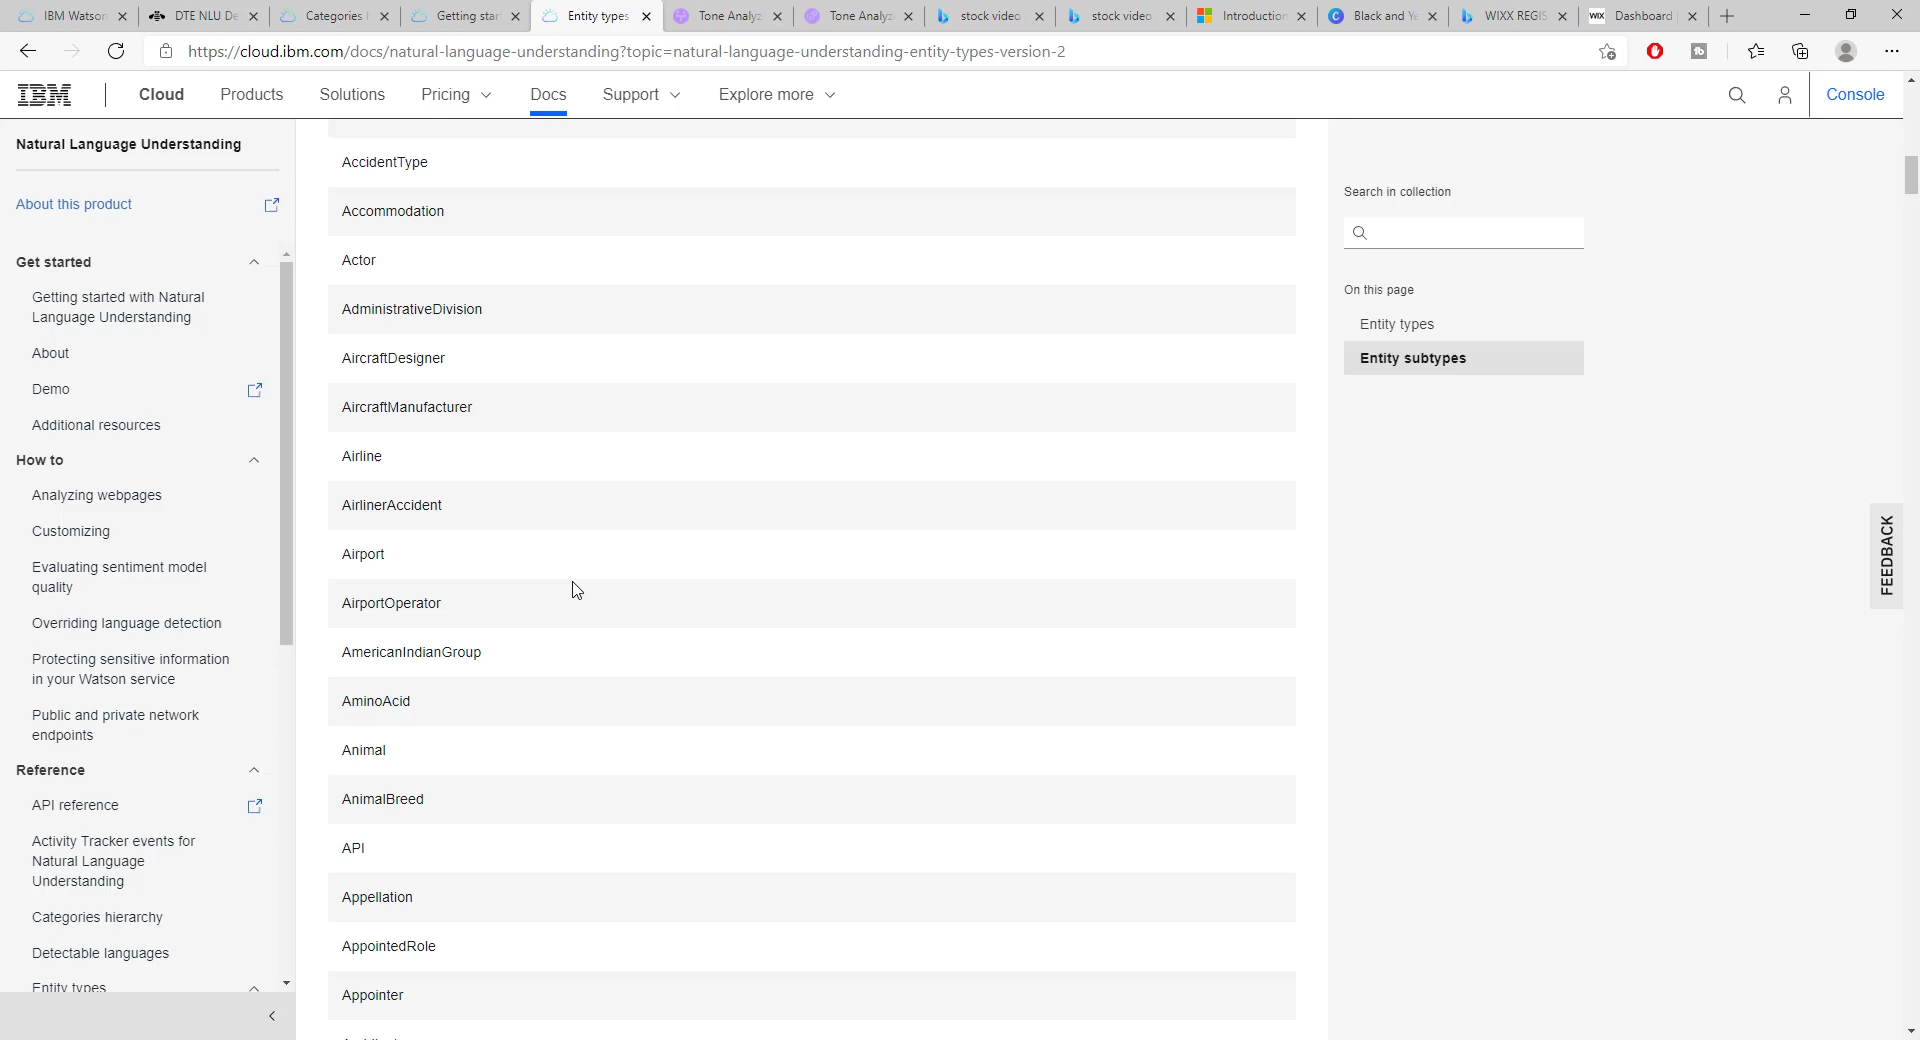 IBM Watson
DTE NLU De
Categories
Getting star
Entity types
Tone Analyz
Tone Analyz
stock video
stock video
Introduction
Black and Ye
WIXX REGIS
WIX Dashboard
https://cloud.ibm.com/docs/natural-language-understanding?topic=natural-language-understanding-entity-types-version-2
IBM
Cloud
Products
Solutions
Pricing
Docs
Support
Explore more
Console
Natural Language Understanding
About this product
Get started
Getting started with Natural
Language Understanding
About
Demo
Additional resources
How to
Analyzing webpages
Customizing
Evaluating sentiment model
quality
Overriding language detection
Protecting sensitive information
in your Watson service
Public and private network
endpoints
Reference
API reference
Activity Tracker events for
Natural Language
Understanding
Categories hierarchy
Detectable languages
Entity types
AccidentType
Accommodation
Actor
AdministrativeDivision
AircraftDesigner
AircraftManufacturer
Airline
AirlinerAccident
Airport
AirportOperator
AmericanIndianGroup
AminoAcid
Animal
AnimalBreed
API
Appellation
AppointedRole
Appointer
Search in collection
On this page
Entity types
Entity subtypes
FEEDBACK